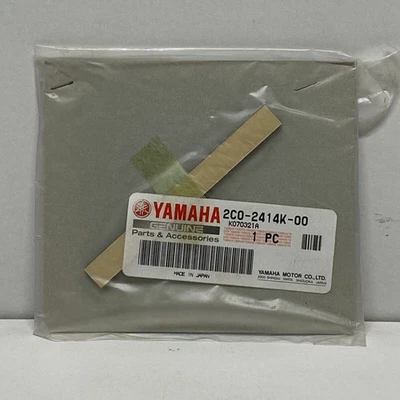 YAMAHA 2C0-2414K-00
GENUINE K070321A
Parts & Accessories 1 PC
MADE IN JAPAN
YAMAHA MOTOR CO.,LTD.